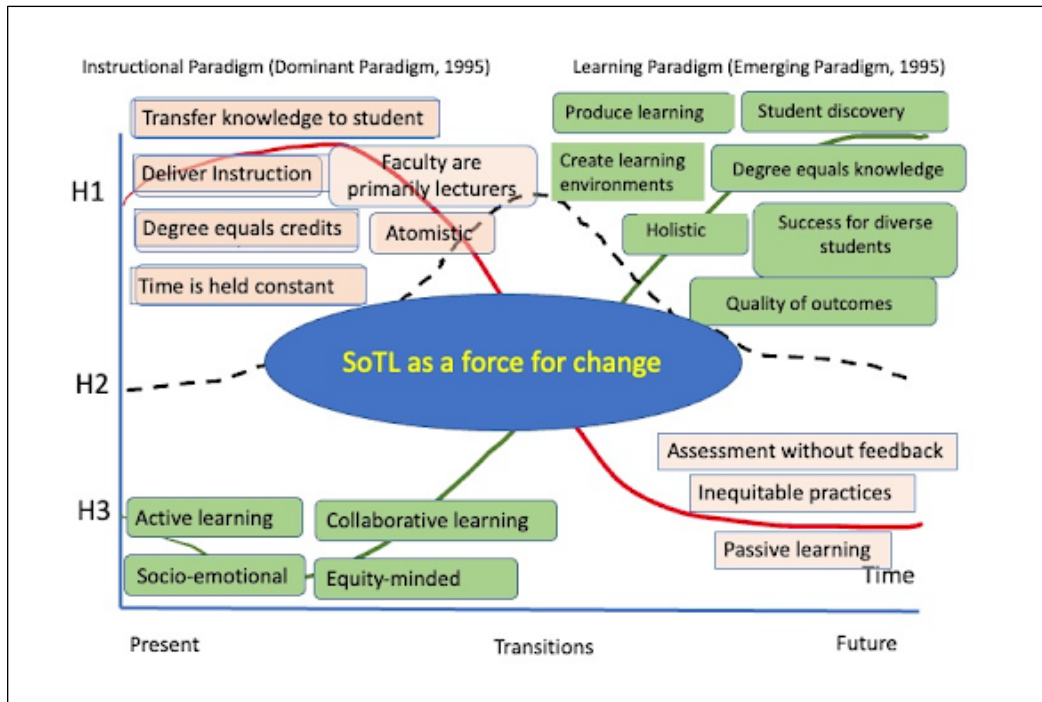 Instructional Paradigm (Dominant Paradigm, 1995)
Learning Paradigm (Emerging Paradigm, 1995)
Transfer knowledge to student
Deliver Instruction
Faculty are
primarily lecturers
Degree equals credits
Atomistic
Time is held constant
Produce learning
Student discovery
Create learning
environments
Degree equals knowledge
Holistic
Success for diverse
students
Quality of outcomes
H1
H2
H3
SoTL as a force for change
Active learning
Collaborative learning
Socio-emotional
Equity-minded
Assessment without feedback
Inequitable practices
Passive learning
Time
Present
Transitions
Future